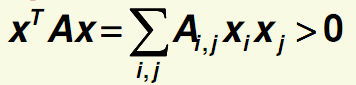 x^T Ax = ∑_{i,j} A_{i,j} x_i x_j > 0